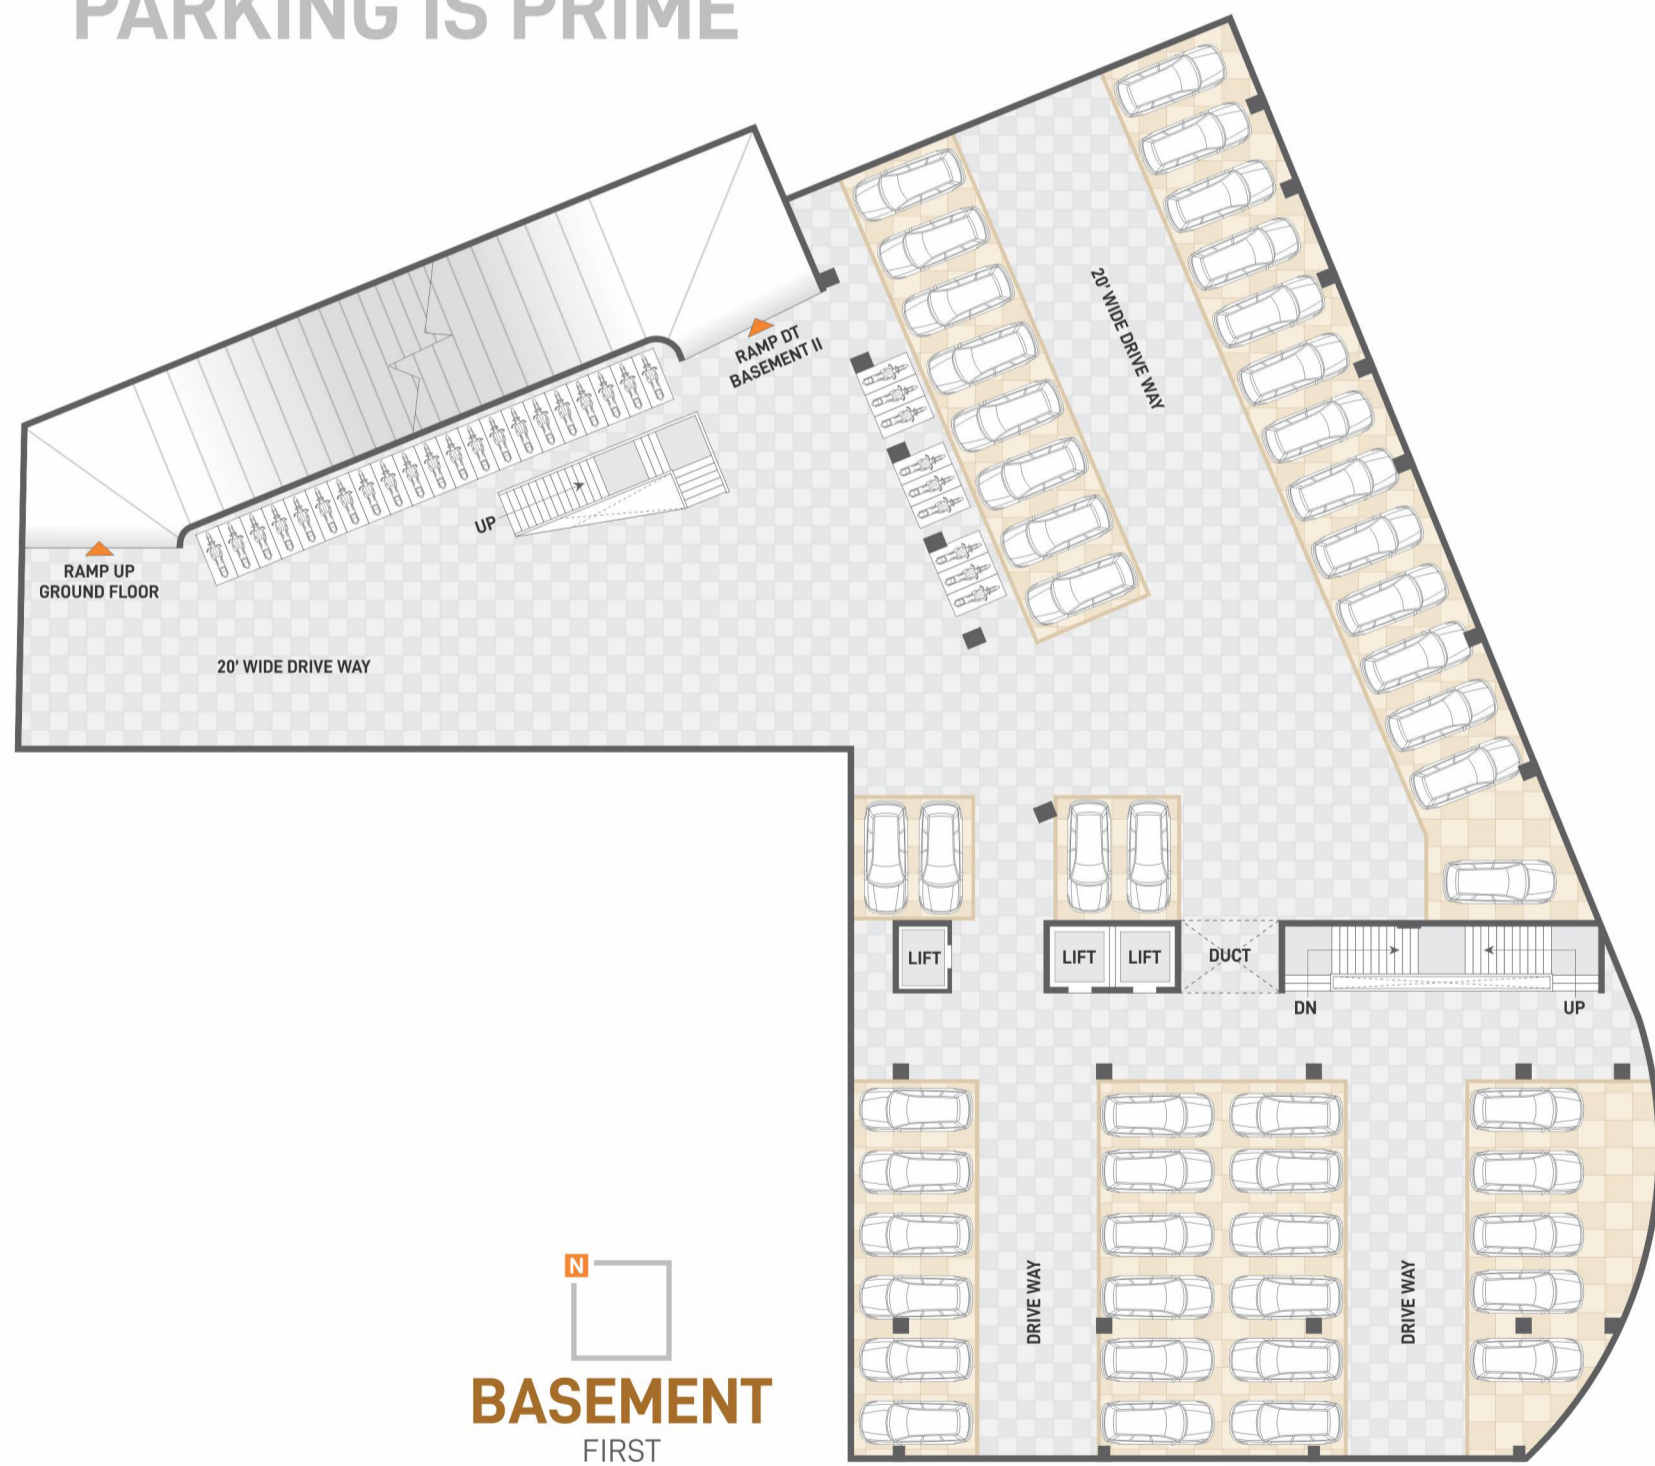 PARKING IS PRIME
20' WIDE DRIVE WAY
RAMP DT
BASEMENT II
UP
RAMP UP
GROUND FLOOR
20' WIDE DRIVE WAY
LIFT
LIFT
LIFT
DUCT
DN
UP
DRIVE WAY
DRIVE WAY
N
BASEMENT
FIRST